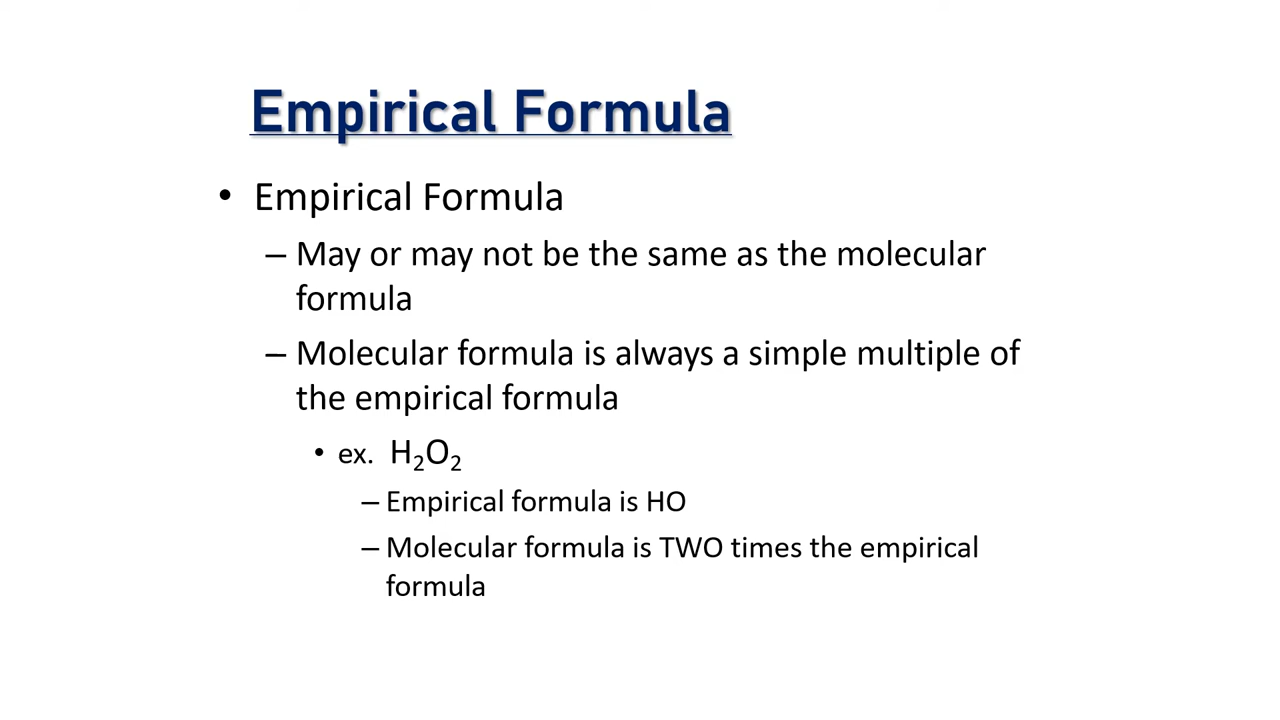 Empirical Formula
• Empirical Formula
– May or may not be the same as the molecular
formula
– Molecular formula is always a simple multiple of
the empirical formula
• ex. H₂O₂
– Empirical formula is HO
– Molecular formula is TWO times the empirical
formula